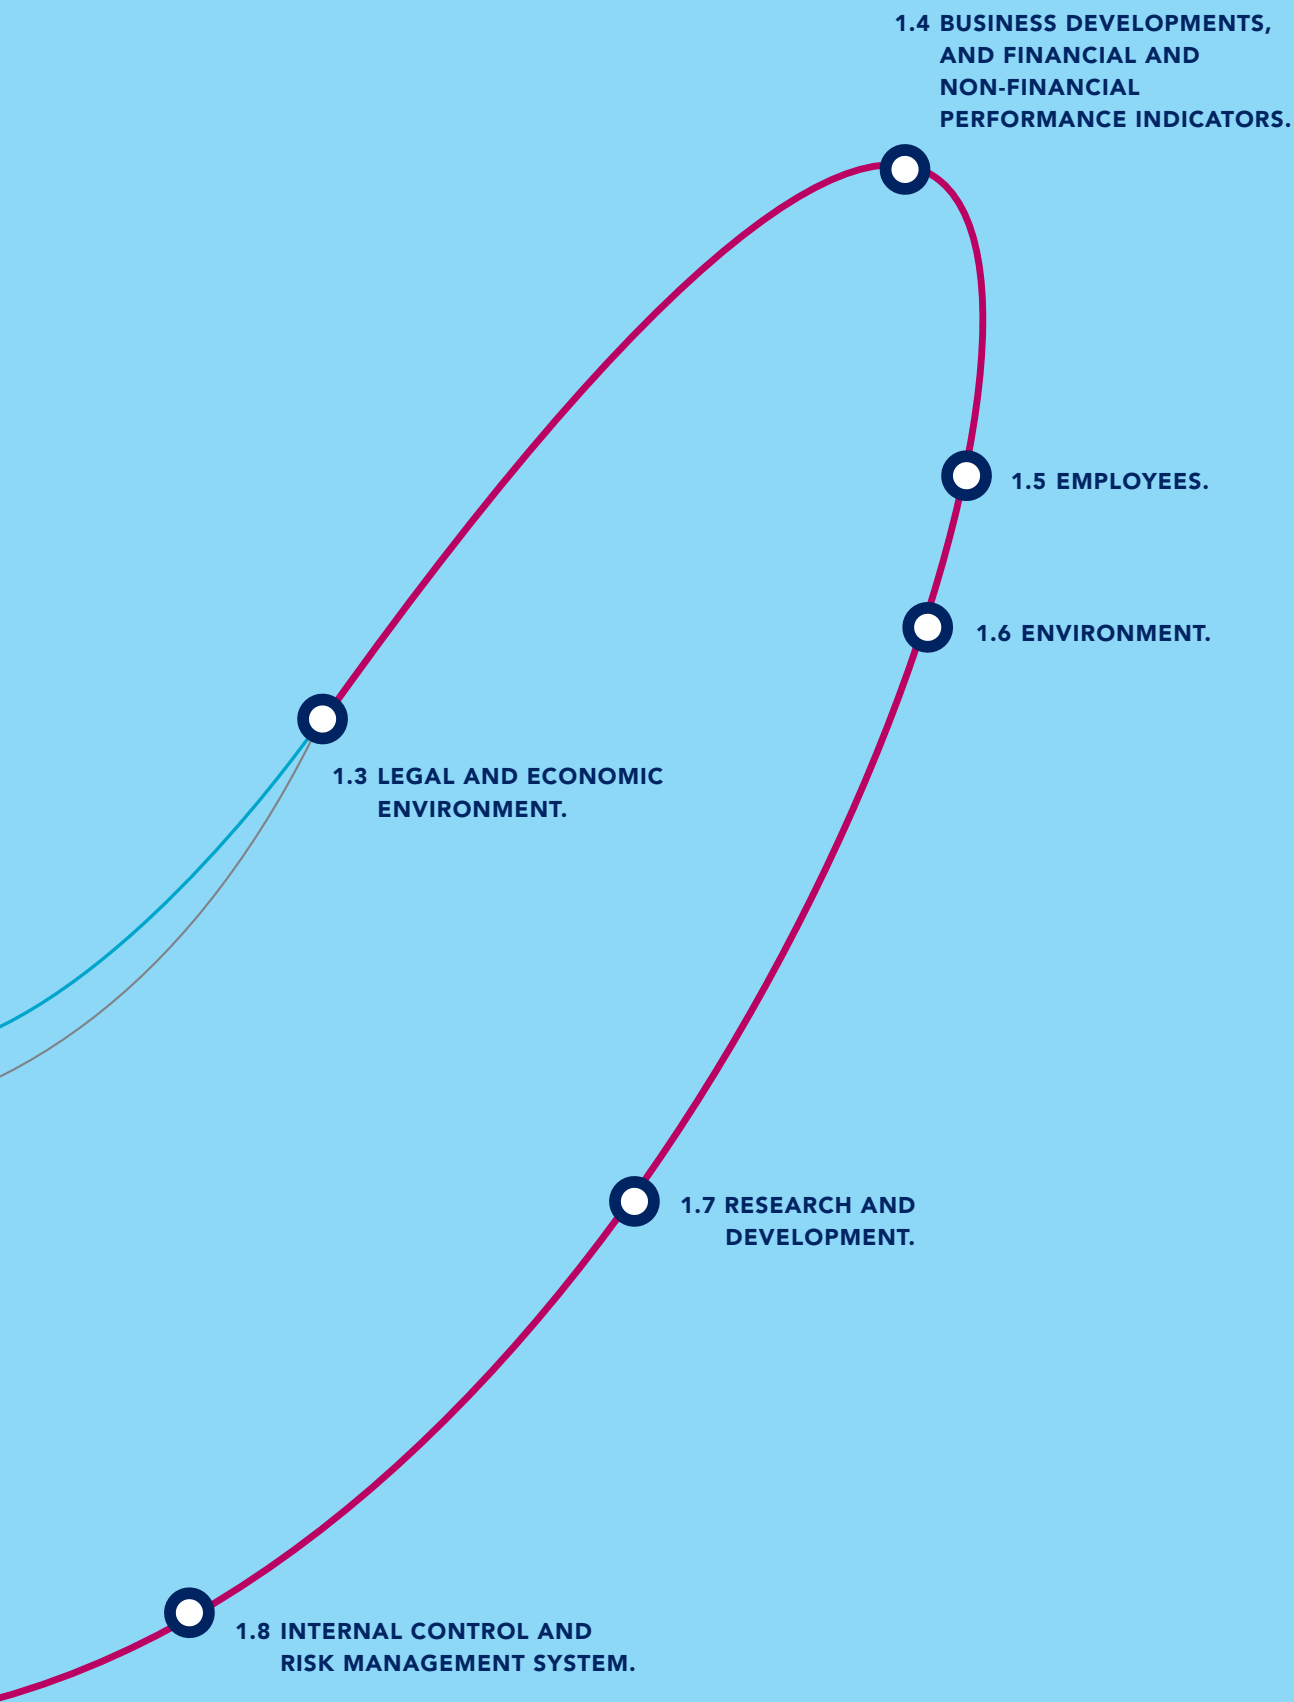 1.4 BUSINESS DEVELOPMENTS,
AND FINANCIAL AND
NON-FINANCIAL
PERFORMANCE INDICATORS.
1.5 EMPLOYEES.
1.6 ENVIRONMENT.
1.3 LEGAL AND ECONOMIC
ENVIRONMENT.
1.7 RESEARCH AND
DEVELOPMENT.
1.8 INTERNAL CONTROL AND
RISK MANAGEMENT SYSTEM.